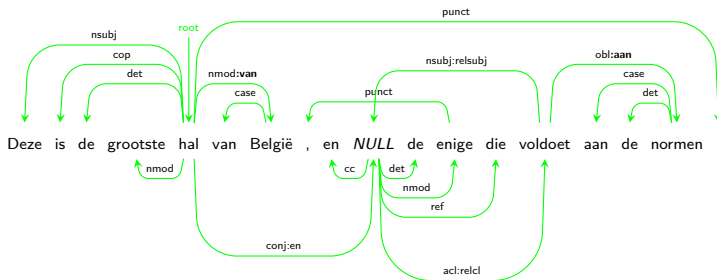 punct
root
nsubj
cop
nsubj:relsubj
obl:aan
det
nmod:van
case
case
punct
det
Deze is de grootste hal van België , en NULL de enige die voldoet aan de normen
nmod
cc
det
nmod
ref
conj:en
acl:relcl